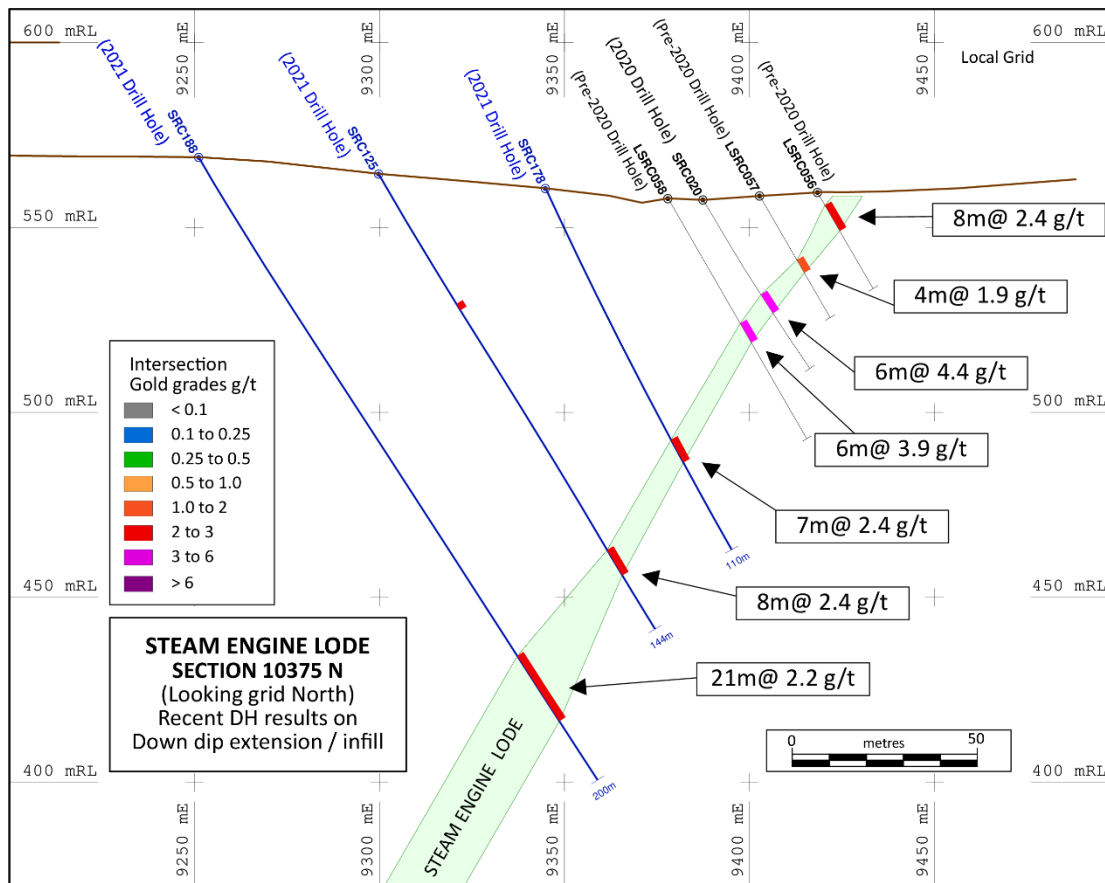 600 mRL
600 mRL
Local Grid
9250 mE
9300 mE
9350 mE
9400 mE
9450 mE
(2021 Drill Hole)
SRC188
(2021 Drill Hole)
SRC125
(2021 Drill Hole)
SRC178
(Pre-2020 Drill Hole)
LSRC058
(2020 Drill Hole)
SRC020
(Pre-2020 Drill Hole)
LSRC057
(Pre-2020 Drill Hole)
LSRC056
550 mRL
550 mRL
8m@ 2.4 g/t
4m@ 1.9 g/t
6m@ 4.4 g/t
6m@ 3.9 g/t
500 mRL
500 mRL
7m@ 2.4 g/t
110m
Intersection
Gold grades g/t
< 0.1
0.1 to 0.25
0.25 to 0.5
0.5 to 1.0
1.0 to 2
2 to 3
3 to 6
> 6
450 mRL
450 mRL
8m@ 2.4 g/t
144m
21m@ 2.2 g/t
200m
STEAM ENGINE LODE
SECTION 10375 N
(Looking grid North)
Recent DH results on
Down dip extension / infill
STEAM ENGINE LODE
0 metres 50
400 mRL
400 mRL
9250 mE
9300 mE
9350 mE
9400 mE
9450 mE